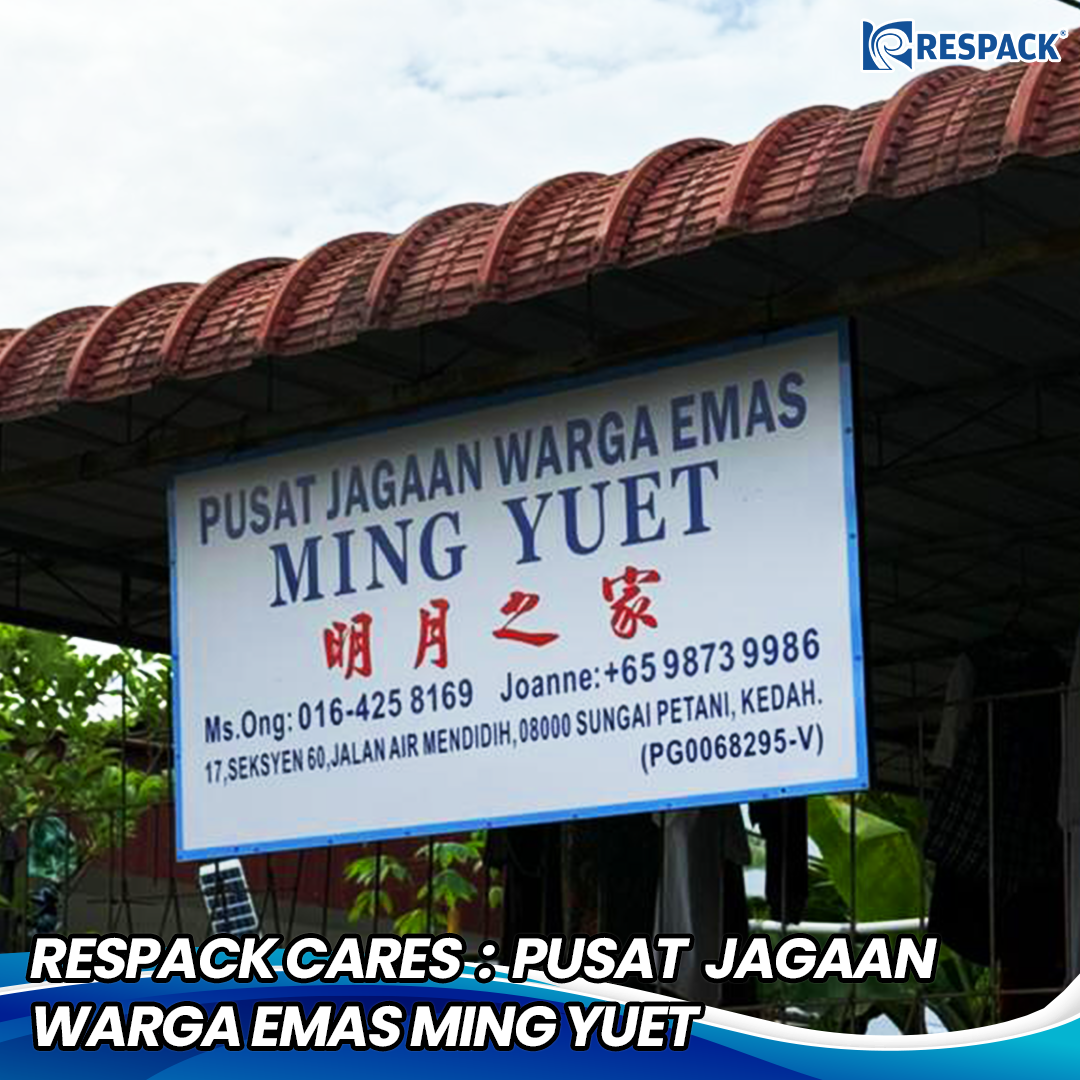 RESPACK®
PUSAT JAGAAN WARGA EMAS
MING YUET
明月之家
Ms.Ong: 016-425 8169 Joanne:+65 9873 9986
17,SEKSYEN 60,JALAN AIR MENDIDIH,08000 SUNGAI PETANI, KEDAH.
(PG0068295-V)
RESPACK CARES : PUSAT JAGAAN
WARGA EMAS MING YUET